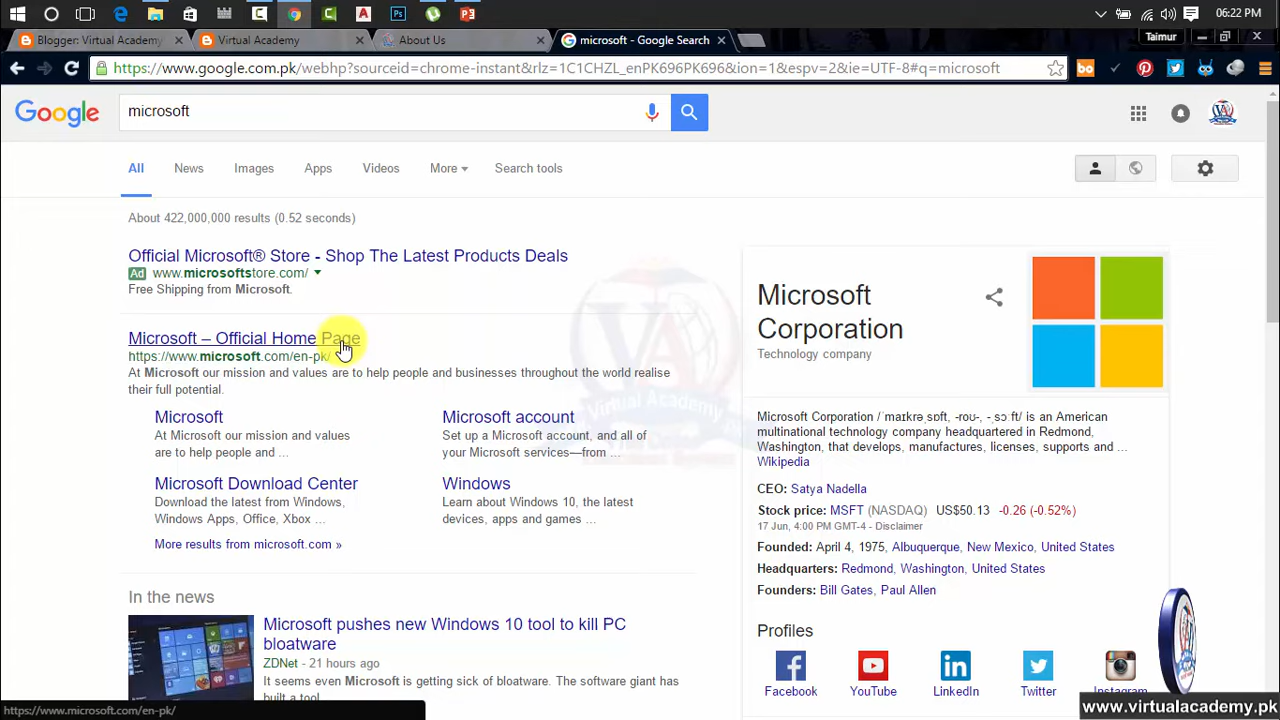 06:22 PM
Blogger: Virtual Academy
Virtual Academy
About Us
microsoft - Google Search
Taimur
https://www.google.com.pk/webhp?sourceid=chrome-instant&rlz=1C1CHZL_enPK696PK696&ion=1&espv=2&ie=UTF-8#q=microsoft
Google
microsoft
All
News
Images
Apps
Videos
More
Search tools
About 422,000,000 results (0.52 seconds)
Official Microsoft® Store - Shop The Latest Products Deals
Ad www.microsoftstore.com/
Free Shipping from Microsoft.
Microsoft – Official Home Page
https://www.microsoft.com/en-pk/
At Microsoft our mission and values are to help people and businesses throughout the world realise
their full potential.
Microsoft
At Microsoft our mission and values
are to help people and ...
Microsoft account
Set up a Microsoft account, and all of
your Microsoft services—from ...
Microsoft Download Center
Download the latest from Windows,
Windows Apps, Office, Xbox ...
Windows
Learn about Windows 10, the latest
devices, apps and games ...
More results from microsoft.com »
In the news
Microsoft pushes new Windows 10 tool to kill PC
bloatware
ZDNet - 21 hours ago
It seems even Microsoft is getting sick of bloatware. The software giant has
built a tool
Microsoft
Corporation
Technology company
Microsoft Corporation /ˈmaɪkrəˌsɒft, -roʊ-, -ˌsɔːft/ is an American
multinational technology company headquartered in Redmond,
Washington, that develops, manufactures, licenses, supports and ...
Wikipedia
CEO: Satya Nadella
Stock price: MSFT (NASDAQ) US$50.13 -0.26 (-0.52%)
17 Jun, 4:00 PM GMT-4 - Disclaimer
Founded: April 4, 1975, Albuquerque, New Mexico, United States
Headquarters: Redmond, Washington, United States
Founders: Bill Gates, Paul Allen
Profiles
Facebook
YouTube
LinkedIn
Twitter
Instagram
Virtual Academy
https://www.microsoft.com/en-pk/
www.virtualacademy.pk